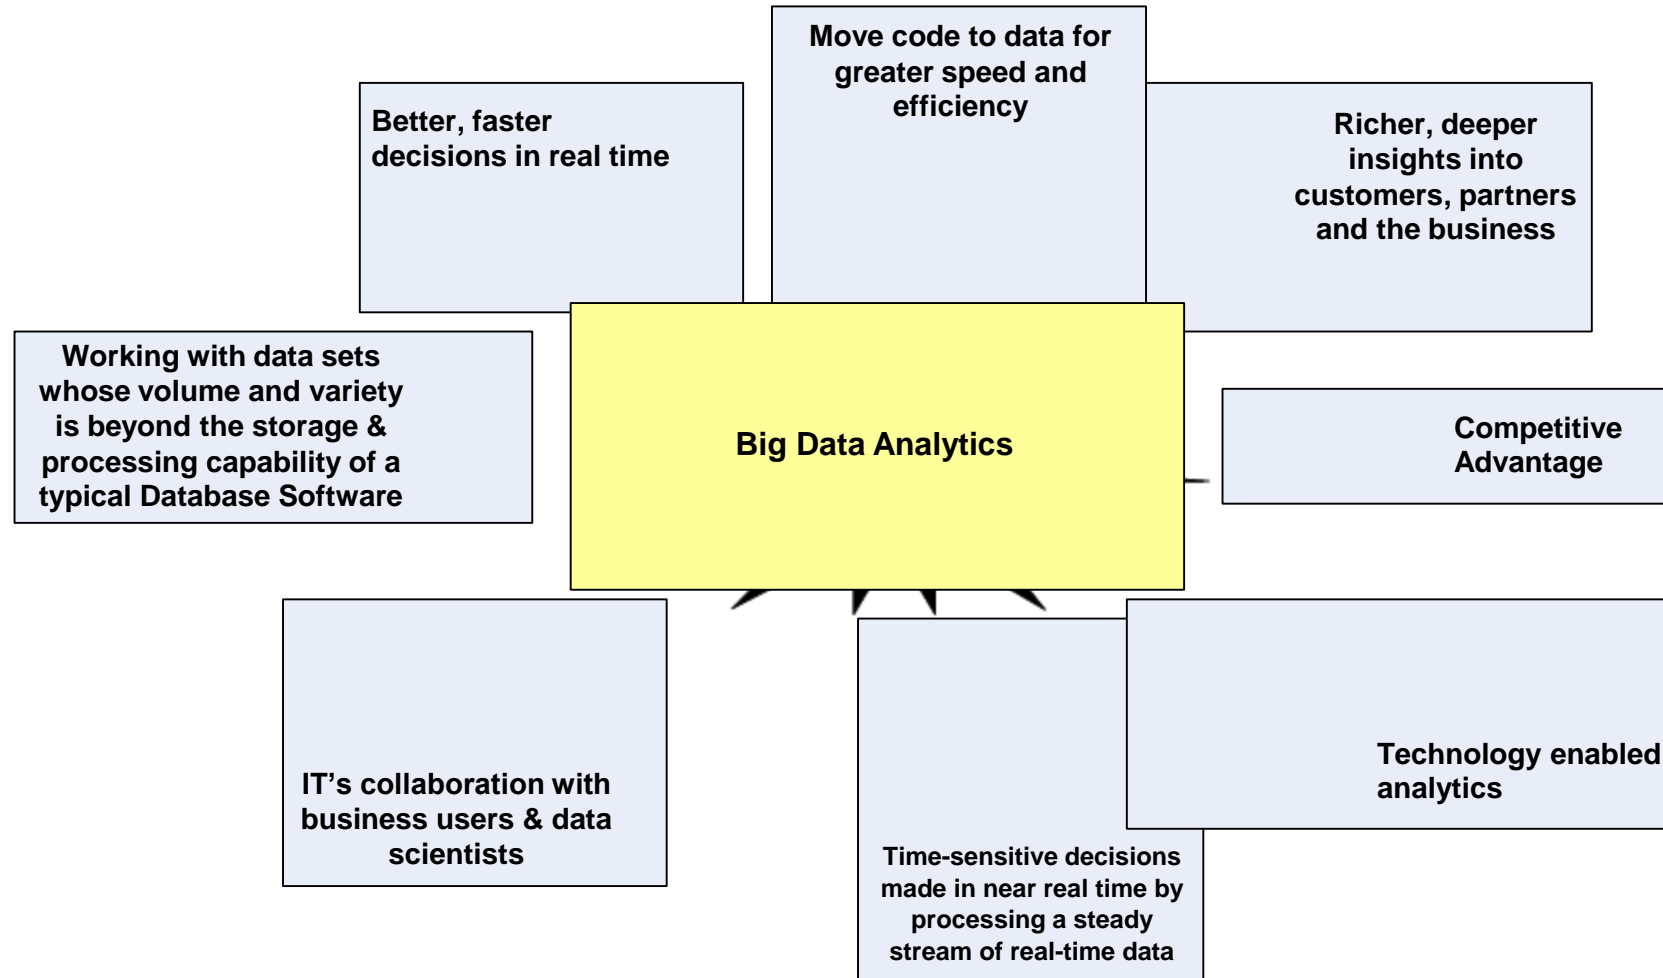 Move code to data for
greater speed and
efficiency
Better, faster
decisions in real time
Richer, deeper
insights into
customers, partners
and the business
Working with data sets
whose volume and variety
is beyond the storage &
processing capability of a
typical Database Software
Big Data Analytics
Competitive
Advantage
IT’s collaboration with
business users & data
scientists
Time-sensitive decisions
made in near real time by
processing a steady
stream of real-time data
Technology enabled
analytics